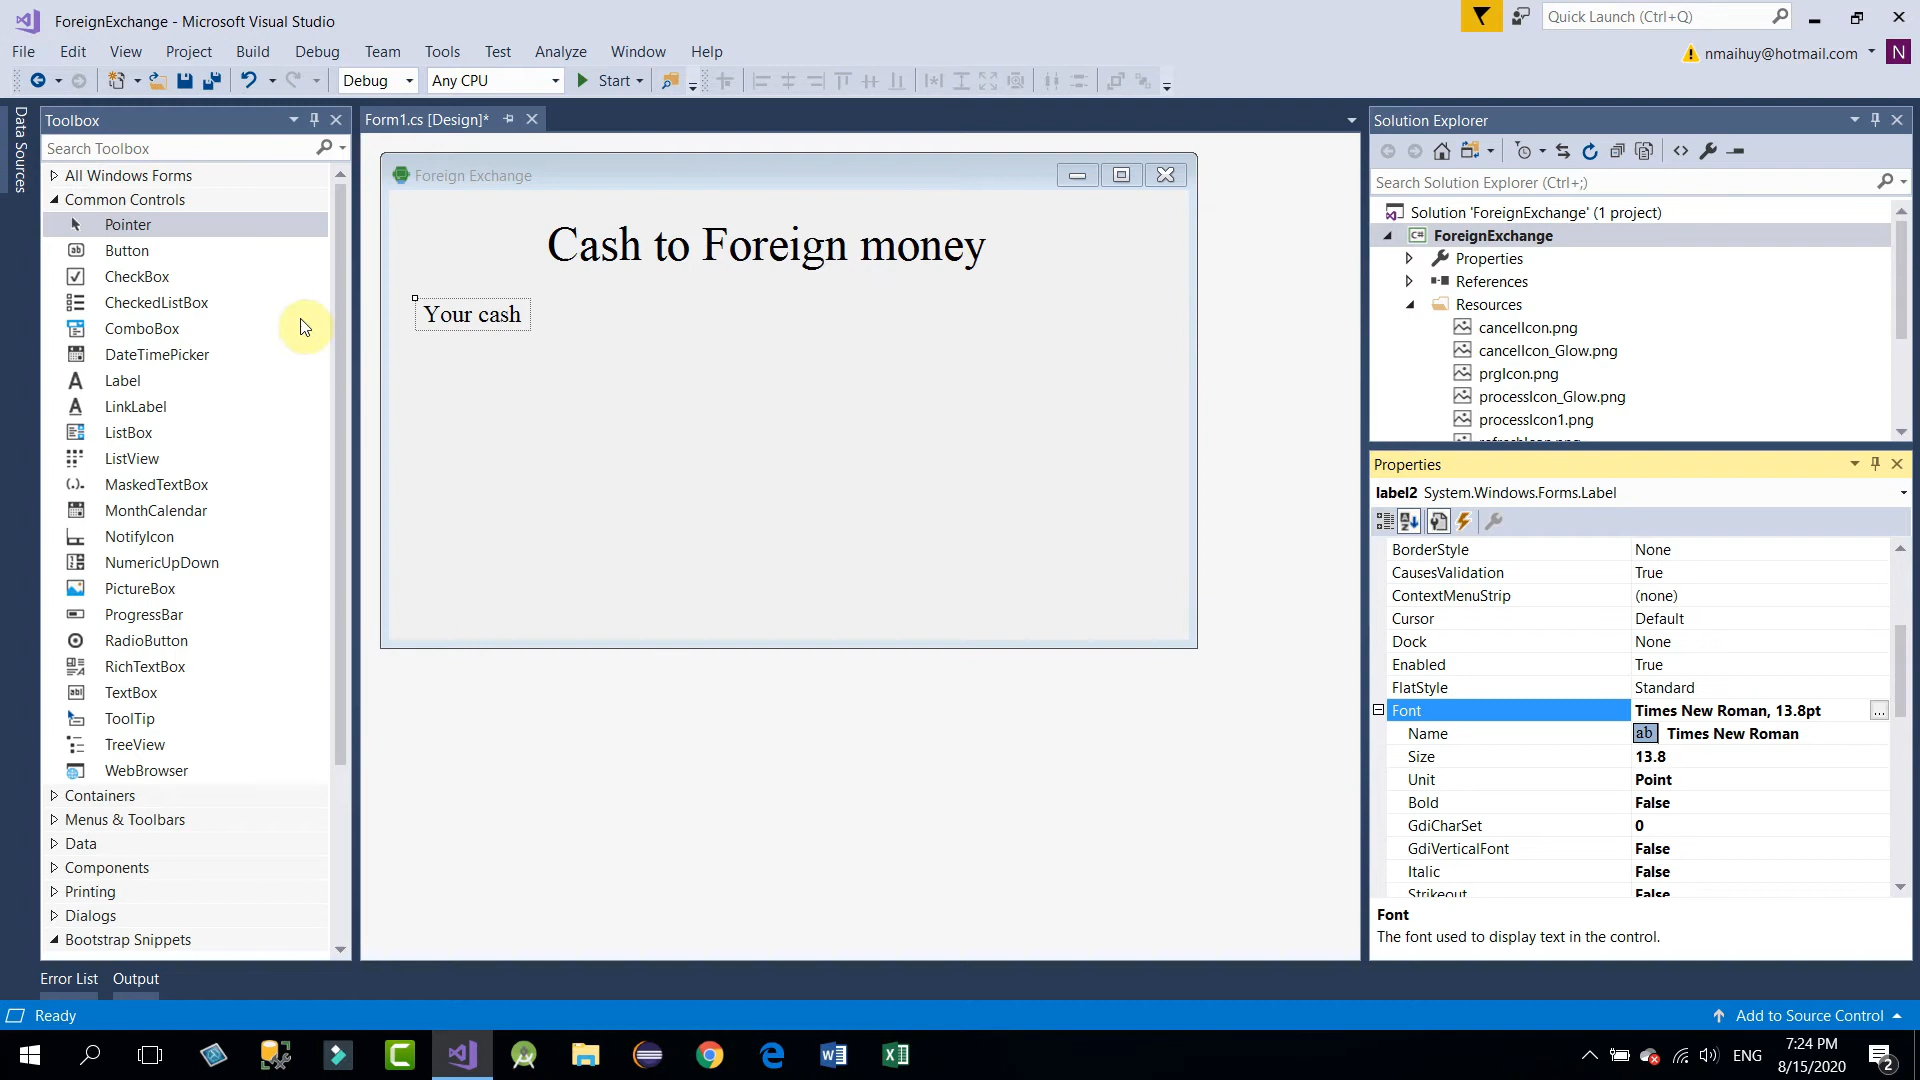 ForeignExchange - Microsoft Visual Studio
Quick Launch (Ctrl+Q)
File Edit View Project Build Debug Team Tools Test Analyze Window Help
nmaihuy@hotmail.com N
Debug Any CPU Start
Data Sources
Toolbox
Search Toolbox
All Windows Forms
Common Controls
Pointer
Button
CheckBox
CheckedListBox
ComboBox
DateTimePicker
Label
LinkLabel
ListBox
ListView
MaskedTextBox
MonthCalendar
NotifyIcon
NumericUpDown
PictureBox
ProgressBar
RadioButton
RichTextBox
TextBox
ToolTip
TreeView
WebBrowser
Containers
Menus & Toolbars
Data
Components
Printing
Dialogs
Bootstrap Snippets
Form1.cs [Design]*
Foreign Exchange
Cash to Foreign money
Your cash
Solution Explorer
Search Solution Explorer (Ctrl+;)
Solution 'ForeignExchange' (1 project)
ForeignExchange
Properties
References
Resources
cancelIcon.png
cancelIcon_Glow.png
prgIcon.png
processIcon_Glow.png
processIcon1.png
Properties
label2 System.Windows.Forms.Label
BorderStyle None
CausesValidation True
ContextMenuStrip (none)
Cursor Default
Dock None
Enabled True
FlatStyle Standard
Font Times New Roman, 13.8pt ...
Name ab Times New Roman
Size 13.8
Unit Point
Bold False
GdiCharSet 0
GdiVerticalFont False
Italic False
Strikeout False
Font
The font used to display text in the control.
Error List Output
Ready
Add to Source Control
ENG
7:24 PM
8/15/2020
2